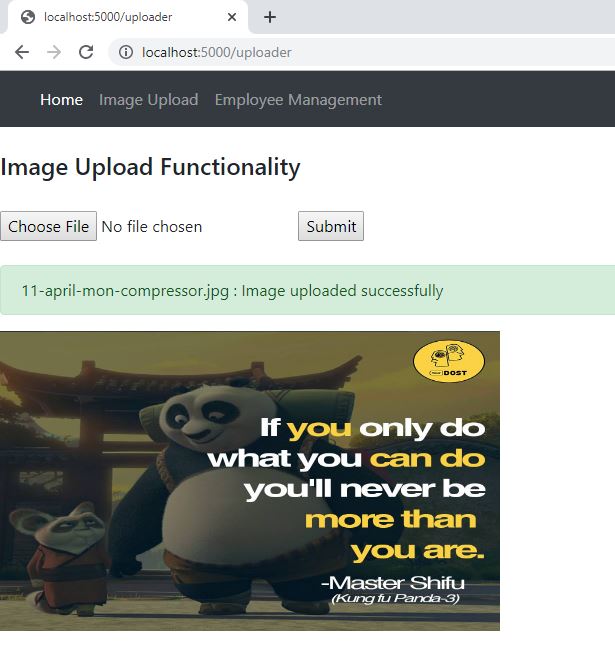 localhost:5000/uploader
localhost:5000/uploader
Home Image Upload Employee Management
Image Upload Functionality
Choose File No file chosen Submit
11-april-mon-compressor.jpg : Image uploaded successfully
DOST
If you only do
what you can do
you'll never be
more than
you are.
-Master Shifu
(Kung fu Panda-3)